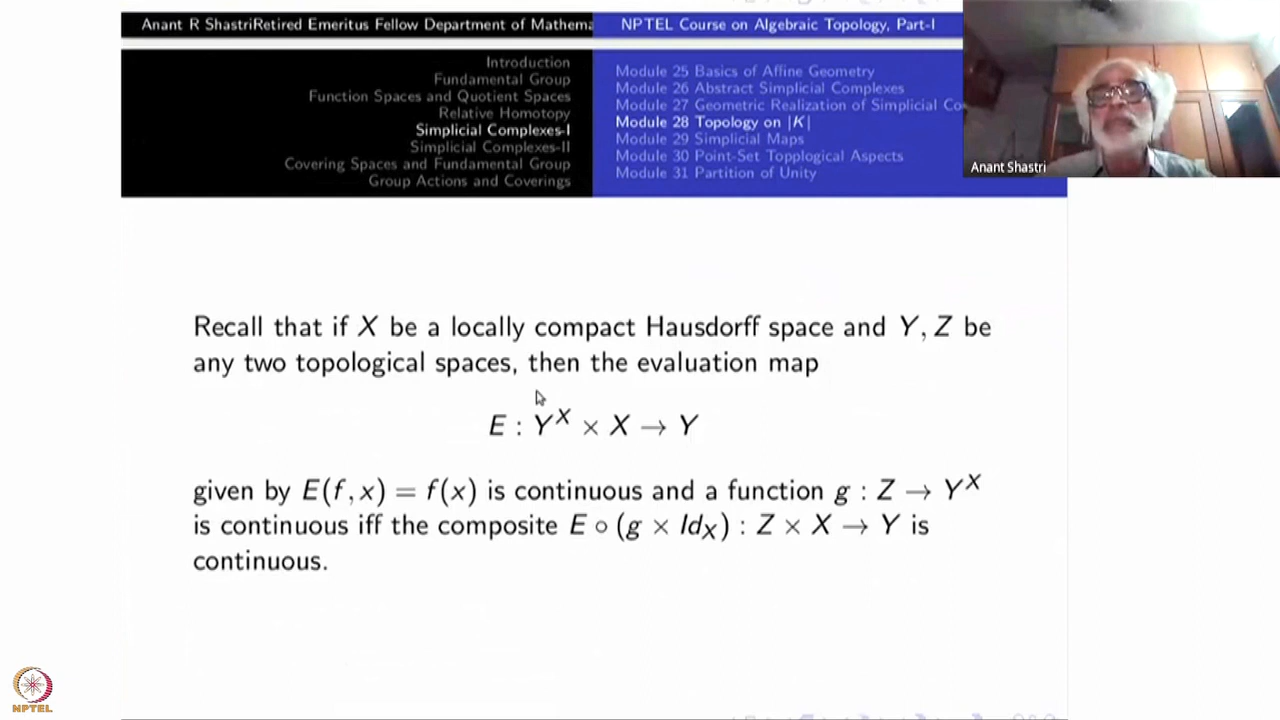 Anant R ShastriRetired Emeritus Fellow Department of Mathema
NPTEL Course on Algebraic Topology, Part-I
Introduction
Fundamental Group
Function Spaces and Quotient Spaces
Relative Homotopy
Simplicial Complexes-I
Simplicial Complexes-II
Covering Spaces and Fundamental Group
Group Actions and Coverings
Module 25 Basics of Affine Geometry
Module 26 Abstract Simplicial Complexes
Module 27 Geometric Realization of Simplicial Co
Module 28 Topology on |K|
Module 29 Simplicial Maps
Module 30 Point-Set Topplogical Aspects
Module 31 Partition of Unity
Anant Shastri
Recall that if X be a locally compact Hausdorff space and Y, Z be
any two topological spaces, then the evaluation map
E : Y^X × X → Y
given by E(f, x) = f(x) is continuous and a function g : Z → Y^X
is continuous iff the composite E ∘ (g × Id_X) : Z × X → Y is
continuous.
NPTEL